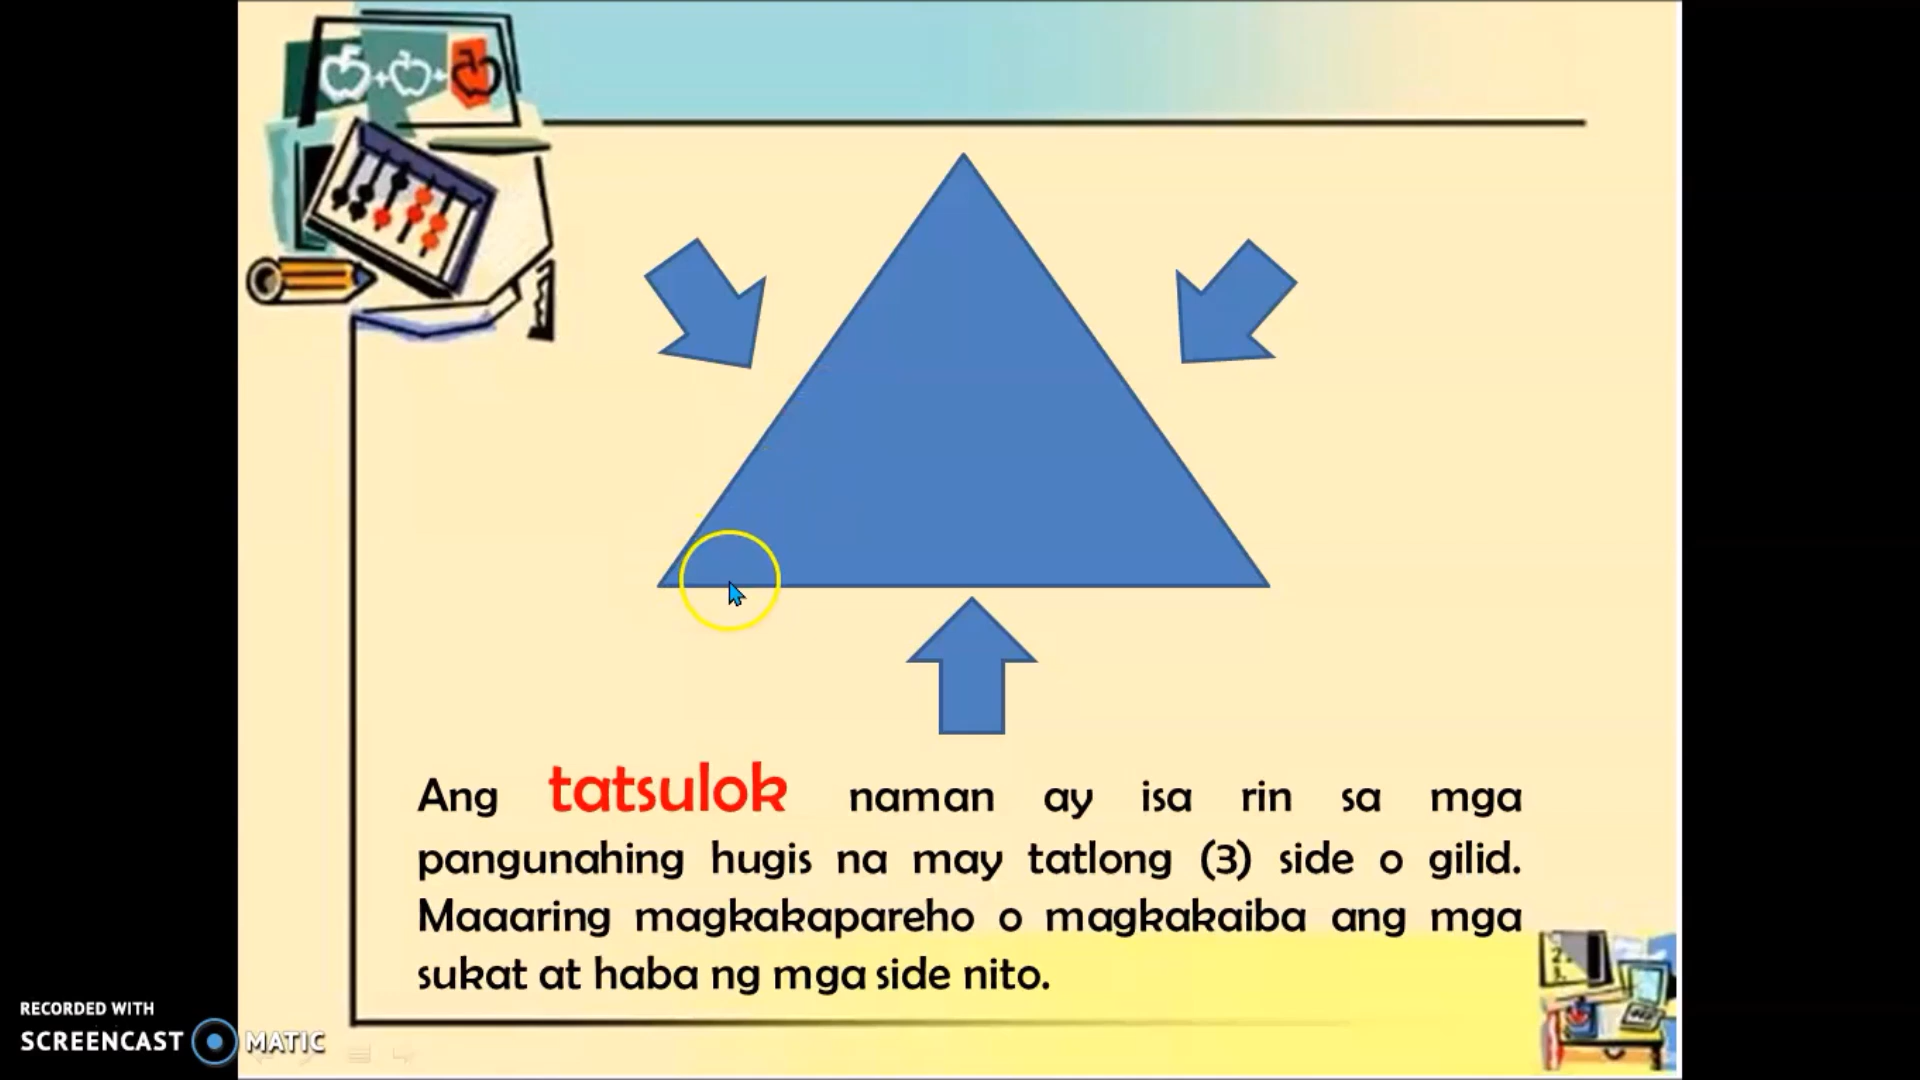 Ang tatsulok naman ay isa rin sa mga
pangunahing hugis na may tatlong (3) side o gilid.
Maaaring magkakapareho o magkakaiba ang mga
sukat at haba ng mga side nito.
RECORDED WITH
SCREENCAST MATIC